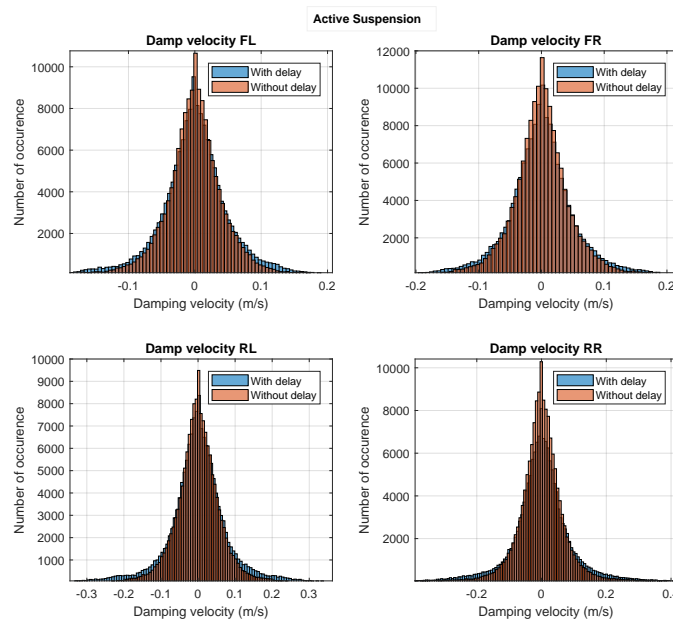 Active Suspension
Damp velocity FL
With delay
Without delay
10000
8000
6000
4000
2000
Number of occurence
-0.1
0
0.1
0.2
Damping velocity (m/s)
Damp velocity FR
With delay
Without delay
12000
10000
8000
6000
4000
2000
Number of occurence
-0.2
-0.1
0
0.1
0.2
Damping velocity (m/s)
Damp velocity RL
With delay
Without delay
10000
9000
8000
7000
6000
5000
4000
3000
2000
1000
Number of occurence
-0.3
-0.2
-0.1
0
0.1
0.2
0.3
Damping velocity (m/s)
Damp velocity RR
With delay
Without delay
10000
8000
6000
4000
2000
Number of occurence
-0.2
0
0.2
0.4
Damping velocity (m/s)